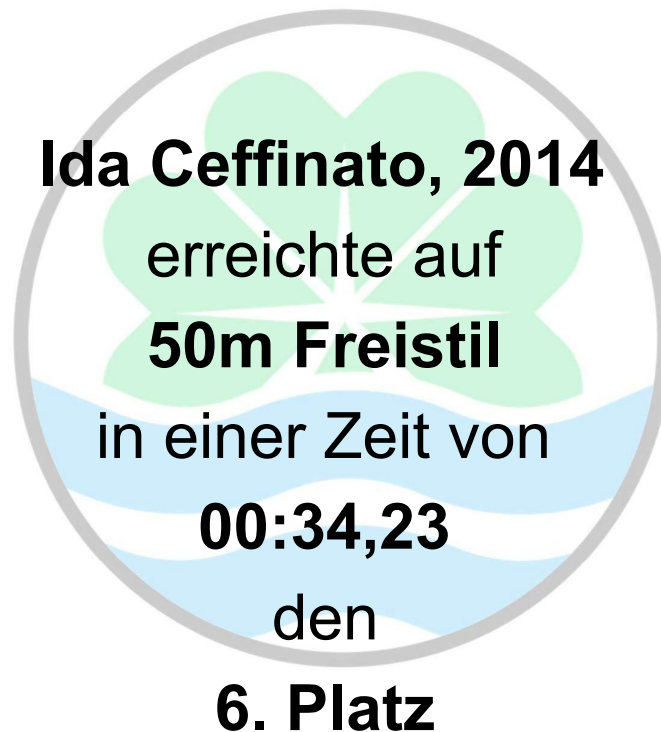 Ida Ceffinato, 2014
erreichte auf
50m Freistil
in einer Zeit von
00:34,23
den
6. Platz